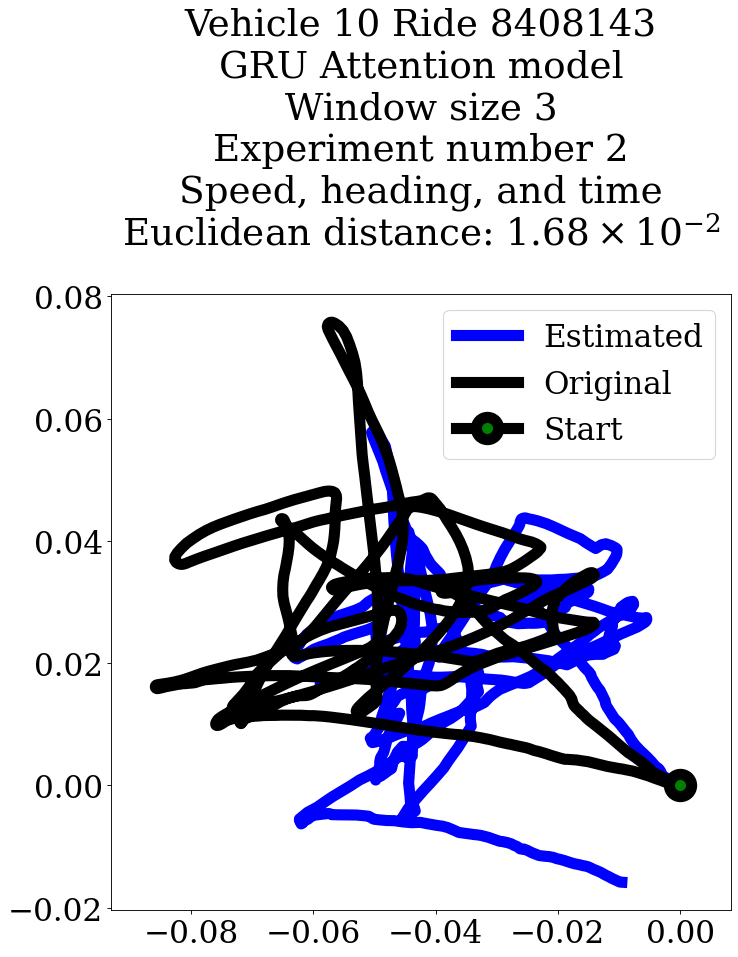 Vehicle 10 Ride 8408143
GRU Attention model
Window size 3
Experiment number 2
Speed, heading, and time
Euclidean distance: 1.68 × 10⁻²
0.08
Estimated
Original
Start
0.06
0.04
0.02
0.00
−0.02
−0.08 −0.06 −0.04 −0.02 0.00